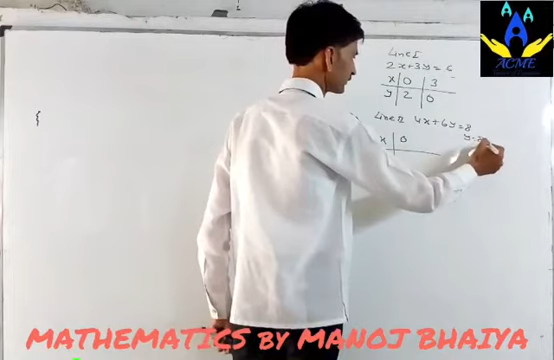 Line I
2x+3y=6
x | 0 | 3
y | 2 | 0
Line II 4x+6y=8
x | 0
AAA
ACME
MATHEMATICS BY MANOJ BHAIYA